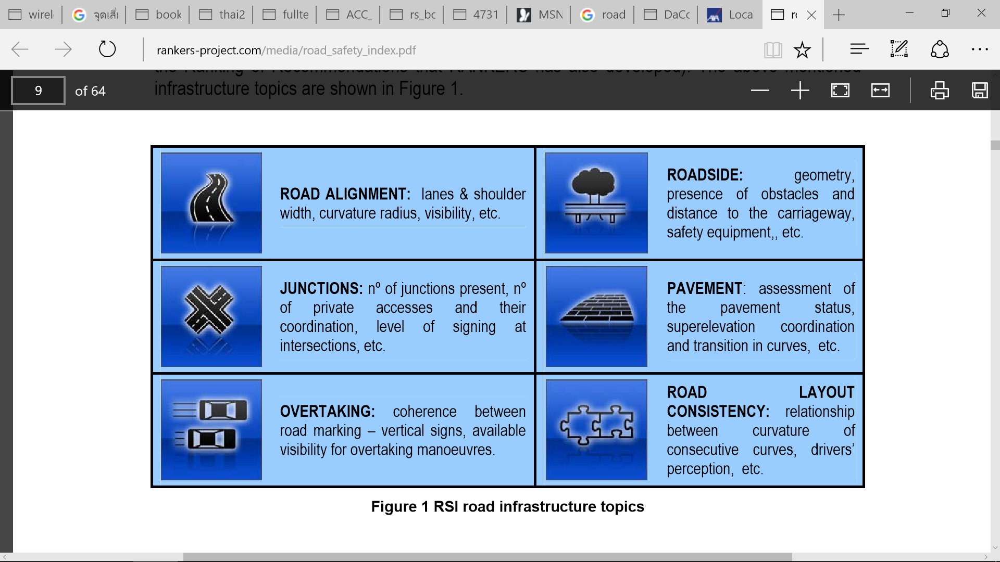 wirel
จุดเสี่
book
thai2
fullte
ACC_
rs_bc
4731
MSN
road
DaCc
Loca
rankers-project.com/media/road_safety_index.pdf
9 of 64
infrastructure topics are shown in Figure 1.
ROAD ALIGNMENT: lanes & shoulder
width, curvature radius, visibility, etc.
ROADSIDE: geometry,
presence of obstacles and
distance to the carriageway,
safety equipment,, etc.
JUNCTIONS: nº of junctions present, nº
of private accesses and their
coordination, level of signing at
intersections, etc.
PAVEMENT: assessment of
the pavement status,
superelevation coordination
and transition in curves, etc.
OVERTAKING: coherence between
road marking – vertical signs, available
visibility for overtaking manoeuvres.
ROAD LAYOUT
CONSISTENCY: relationship
between curvature of
consecutive curves, drivers’
perception, etc.
Figure 1 RSI road infrastructure topics